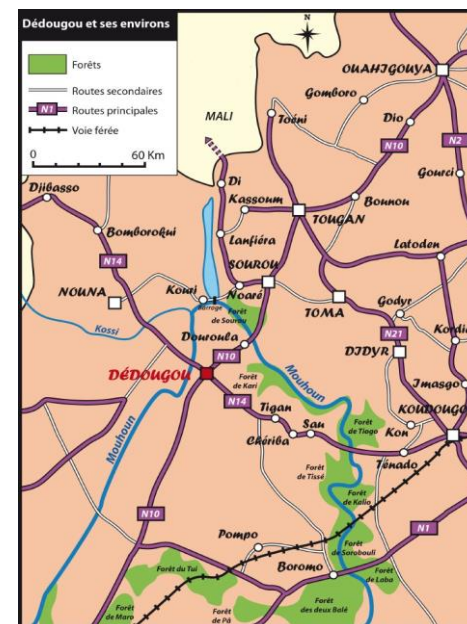 Dédougou et ses environs
Forêts
Routes secondaires
N1 Routes principales
Voie férée
0 60 Km
N
MALI
OUAHIGOUYA
Gomboro
Toéni
Dio
N10
N2
Di
Gourci
Kassoum
Djibasso
TOUGAN
Bounou
Bomborokui
Lanfiéra
Latoden
N14
SOUROU
NOUNA
Kouri
Noaré
Barrage
TOMA
Godyr
Forêt
de Sourou
Kossi
N21
Kordié
Douroula
DIDYR
N10
Mouhoun
DéDOUGOU
Forêt
de Kari
Imasgo
N14
KOUDOUGO
Tigan
Forêt
de Tiogo
Kon
Sau
Chériba
Ténado
Mouhoun
Forêt
de Tissé
Forêt
de Kalio
N10
N1
Pompo
Forêt
de Sorobouli
Forêt du Tui
Boromo
Forêt
de Laba
Forêt
de Maro
Forêt
de Pâ
Forêt
des deux Balé